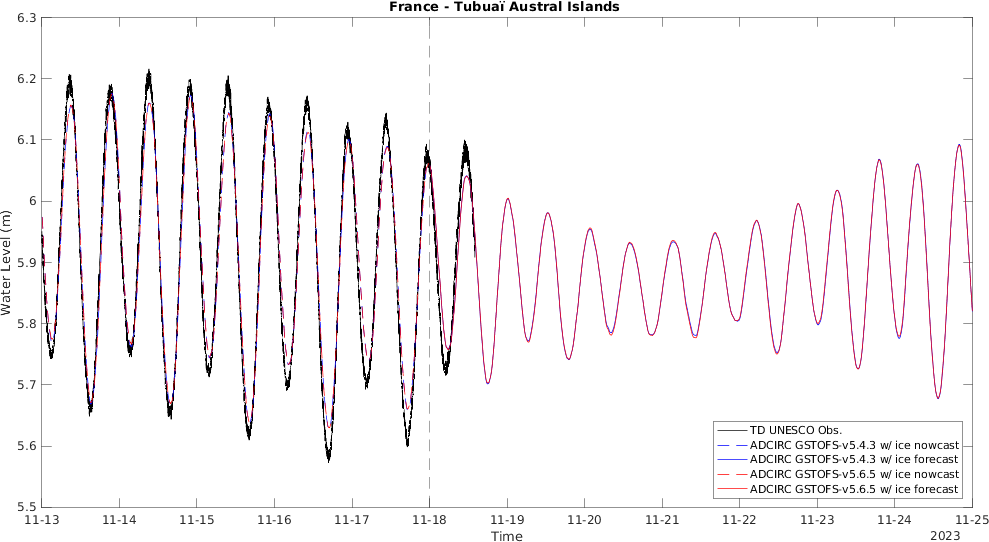 France - Tubuaï Austral Islands
6.3
6.2
6.1
6
5.9
5.8
5.7
5.6
5.5
Water Level (m)
TD UNESCO Obs.
ADCIRC GSTOFS-v5.4.3 w/ ice nowcast
ADCIRC GSTOFS-v5.4.3 w/ ice forecast
ADCIRC GSTOFS-v5.6.5 w/ ice nowcast
ADCIRC GSTOFS-v5.6.5 w/ ice forecast
11-13 11-14 11-15 11-16 11-17 11-18 11-19 11-20 11-21 11-22 11-23 11-24 11-25
Time
2023